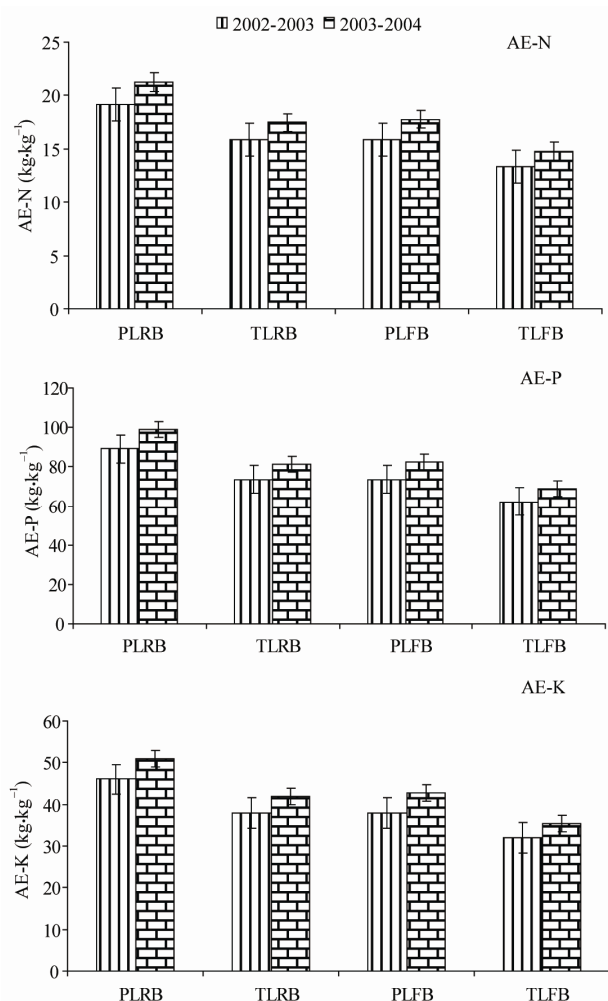 2002-2003 2003-2004
AE-N
25
20
15
10
5
0
AE-N (kg·kg⁻¹)
PLRB TLRB PLFB TLFB
AE-P
120
100
80
60
40
20
0
AE-P (kg·kg⁻¹)
PLRB TLRB PLFB TLFB
AE-K
60
50
40
30
20
10
0
AE-K (kg·kg⁻¹)
PLRB TLRB PLFB TLFB